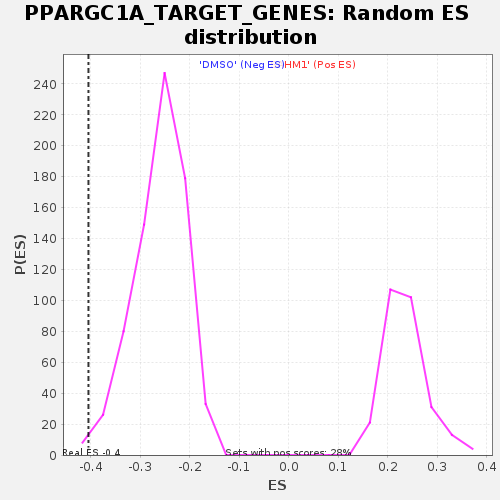 PPARGC1A_TARGET_GENES: Random ES
distribution
'DMSO' (Neg ES)
HM1' (Pos ES)
P(ES)
240
220
200
180
160
140
120
100
80
60
40
20
0
Real ES -0.4
Sets with pos scores: 28%
-0.4 -0.3 -0.2 -0.1 0.0 0.1 0.2 0.3 0.4
ES